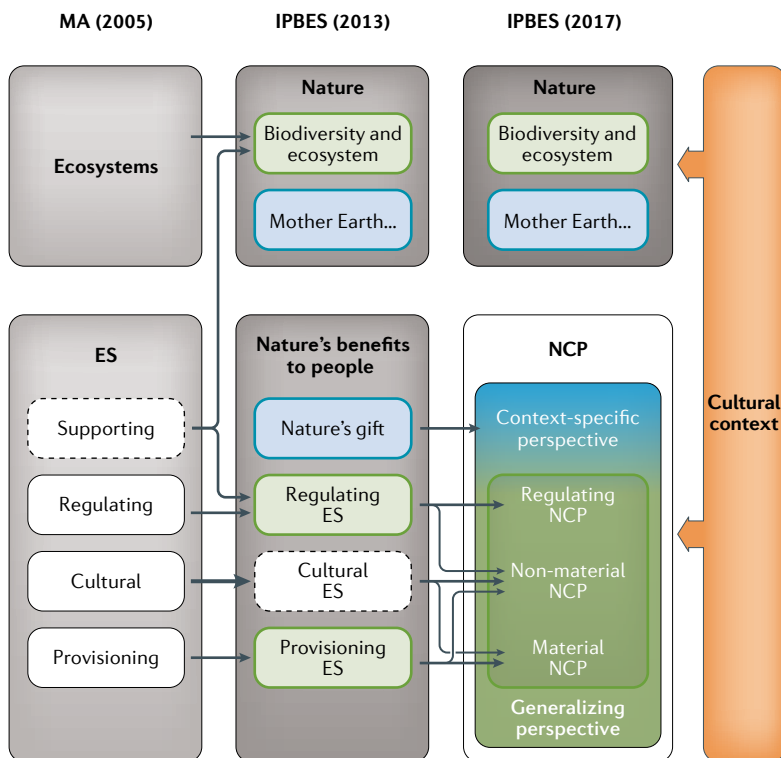 MA (2005)
IPBES (2013)
IPBES (2017)
Ecosystems
Nature
Biodiversity and
ecosystem
Mother Earth...
Nature
Biodiversity and
ecosystem
Mother Earth...
ES
Supporting
Regulating
Cultural
Provisioning
Nature's benefits
to people
Nature's gift
Regulating
ES
Cultural
ES
Provisioning
ES
NCP
Context-specific
perspective
Regulating
NCP
Non-material
NCP
Material
NCP
Generalizing
perspective
Cultural
context